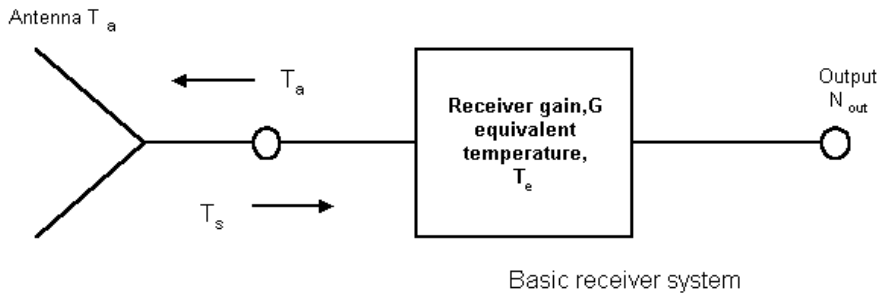 Antenna T a
T a
Output
N out
Receiver gain,G
equivalent
temperature,
T e
T s
Basic receiver system